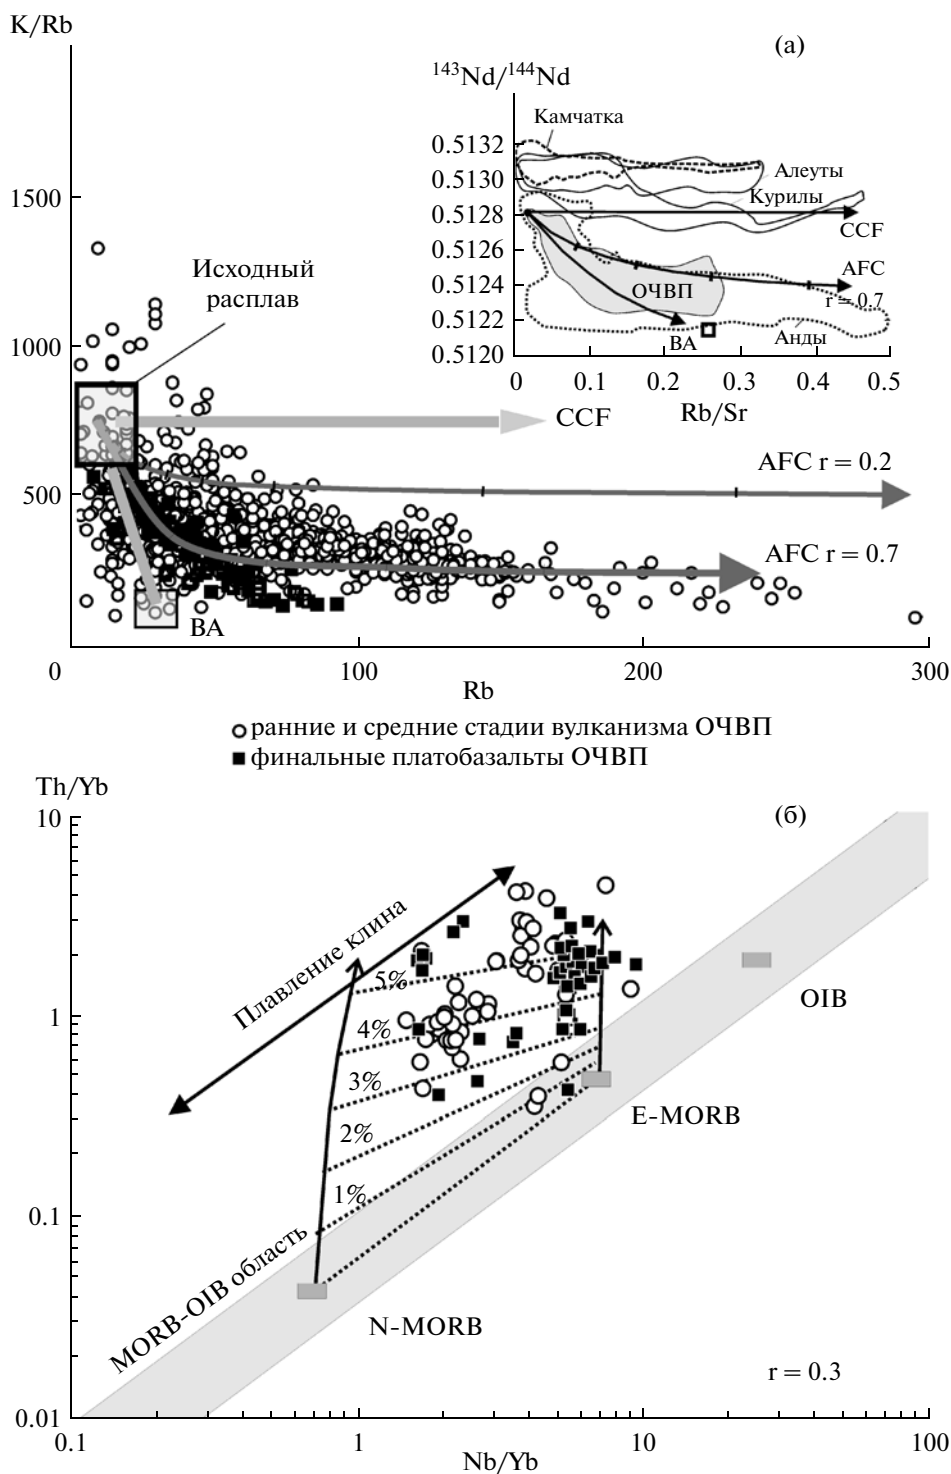 K/Rb
(а)
143Nd/144Nd
Камчатка
0.5132
Алеуты
0.5130
Курилы
1500
0.5128
CCF
0.5126
Исходный
расплав
AFC
0.5124
ОЧВП
r = 0.7
0.5122
BA
Анды
1000
0.5120
0
0.1
0.2
0.3
0.4
0.5
Rb/Sr
CCF
AFC r = 0.2
500
AFC r = 0.7
BA
0
100
200
300
Rb
ранние и средние стадии вулканизма ОЧВП
финальные платобазальты ОЧВП
Th/Yb
10
(б)
Плавление клина
5%
OIB
1
4%
3%
E-MORB
2%
1%
0.1
MORB-OIB область
N-MORB
r = 0.3
0.01
0.1
1
10
100
Nb/Yb